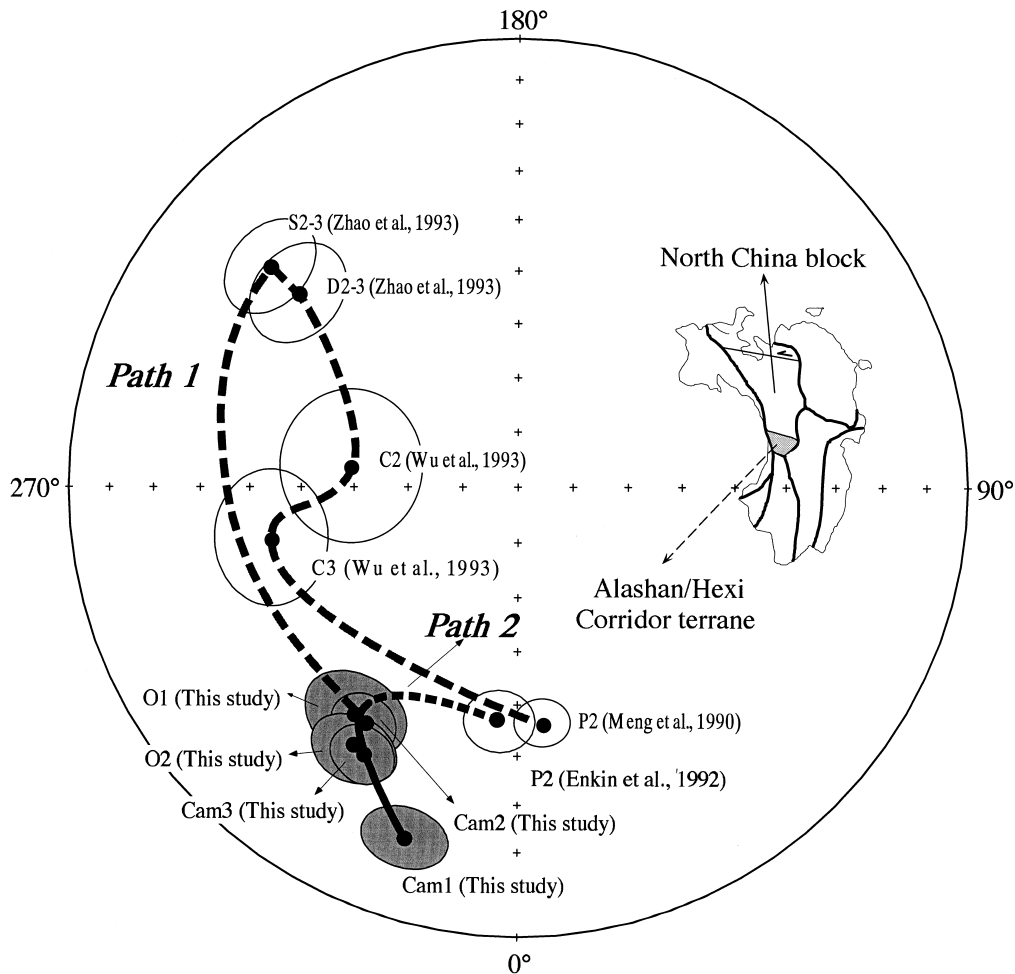 180°
S2-3 (Zhao et al., 1993)
North China block
D2-3 (Zhao et al., 1993)
Path 1
C2 (Wu et al., 1993)
270°
90°
C3 (Wu et al., 1993)
Alashan/Hexi
Corridor terrane
Path 2
O1 (This study)
P2 (Meng et al., 1990)
O2 (This study)
P2 (Enkin et al., 1992)
Cam3 (This study)
Cam2 (This study)
Cam1 (This study)
0°